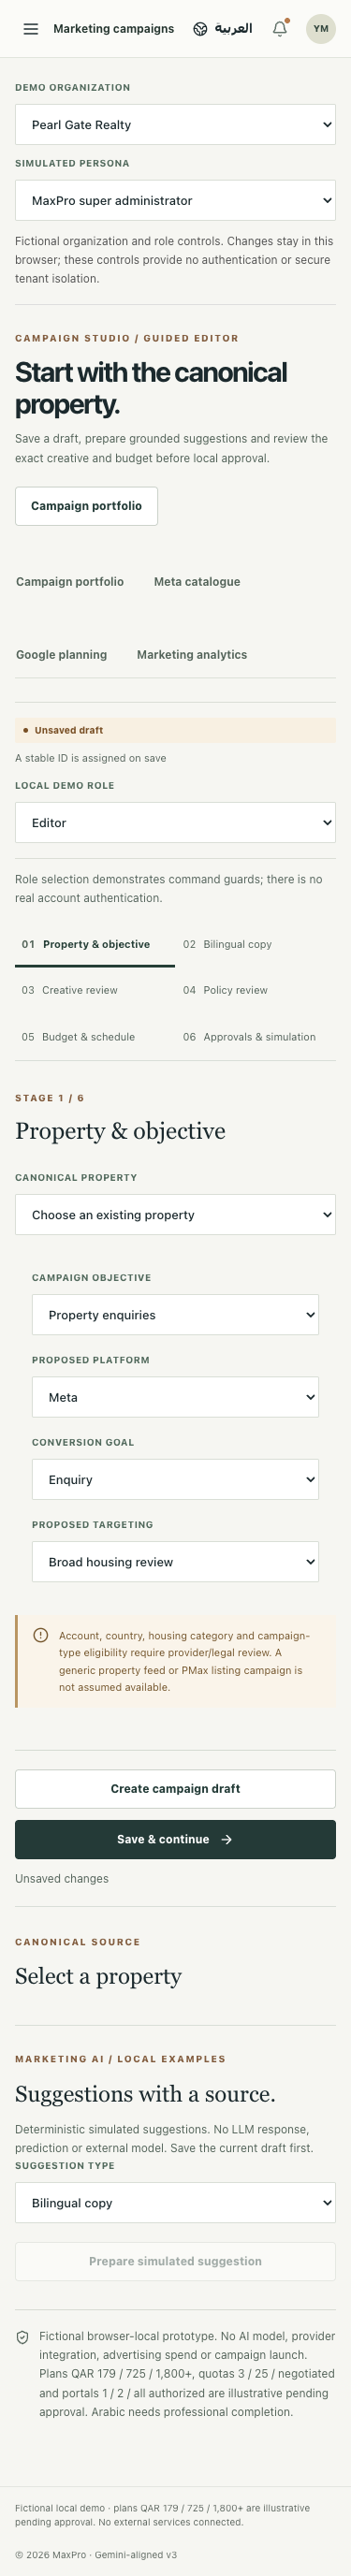 Marketing campaigns العربية YM
DEMO ORGANIZATION
Pearl Gate Realty
SIMULATED PERSONA
MaxPro super administrator
Fictional organization and role controls. Changes stay in this
browser; these controls provide no authentication or secure
tenant isolation.
CAMPAIGN STUDIO / GUIDED EDITOR
Start with the canonical
property.
Save a draft, prepare grounded suggestions and review the
exact creative and budget before local approval.
Campaign portfolio
Campaign portfolio Meta catalogue
Google planning Marketing analytics
Unsaved draft
A stable ID is assigned on save
LOCAL DEMO ROLE
Editor
Role selection demonstrates command guards; there is no
real account authentication.
01 Property & objective 02 Bilingual copy
03 Creative review 04 Policy review
05 Budget & schedule 06 Approvals & simulation
STAGE 1 / 6
Property & objective
CANONICAL PROPERTY
Choose an existing property
CAMPAIGN OBJECTIVE
Property enquiries
PROPOSED PLATFORM
Meta
CONVERSION GOAL
Enquiry
PROPOSED TARGETING
Broad housing review
Account, country, housing category and campaign-
type eligibility require provider/legal review. A
generic property feed or PMax listing campaign is
not assumed available.
Create campaign draft
Save & continue →
Unsaved changes
CANONICAL SOURCE
Select a property
MARKETING AI / LOCAL EXAMPLES
Suggestions with a source.
Deterministic simulated suggestions. No LLM response,
prediction or external model. Save the current draft first.
SUGGESTION TYPE
Bilingual copy
Prepare simulated suggestion
Fictional browser-local prototype. No AI model, provider
integration, advertising spend or campaign launch.
Plans QAR 179 / 725 / 1,800+, quotas 3 / 25 / negotiated
and portals 1 / 2 / all authorized are illustrative pending
approval. Arabic needs professional completion.
Fictional local demo · plans QAR 179 / 725 / 1,800+ are illustrative
pending approval. No external services connected.
© 2026 MaxPro · Gemini-aligned v3